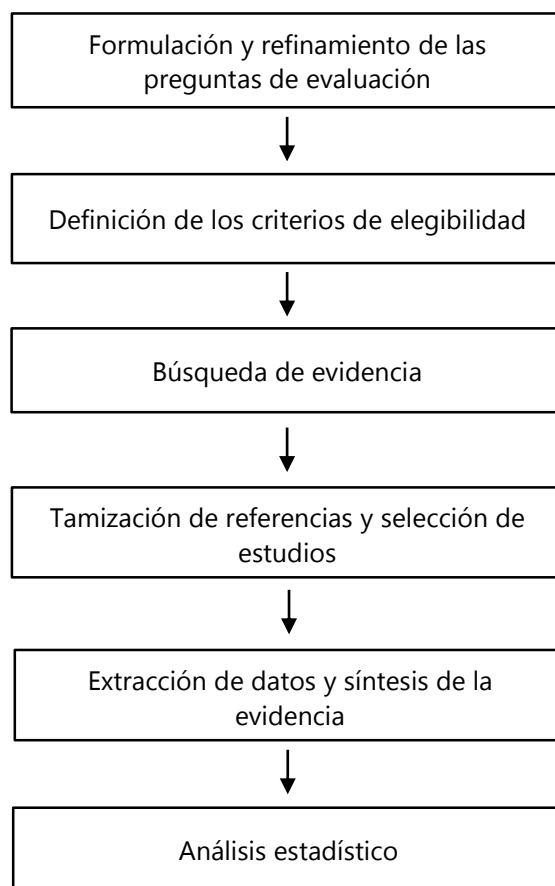 Formulación y refinamiento de las
preguntas de evaluación
Definición de los criterios de elegibilidad
Búsqueda de evidencia
Tamización de referencias y selección de
estudios
Extracción de datos y síntesis de la
evidencia
Análisis estadístico